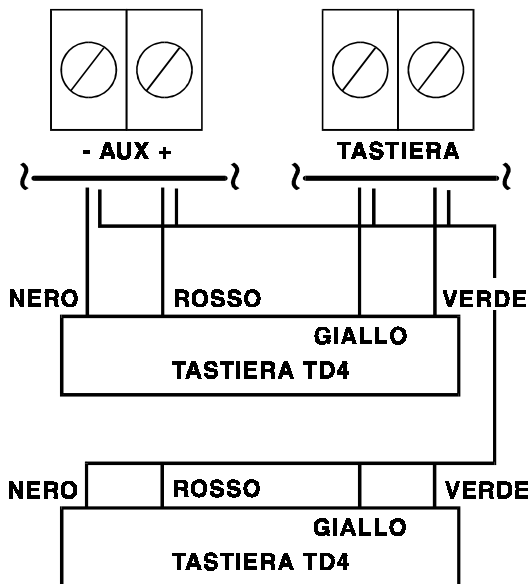 - AUX + TASTIERA
NERO ROSSO VERDE
GIALLO
TASTIERA TD4
NERO ROSSO VERDE
GIALLO
TASTIERA TD4